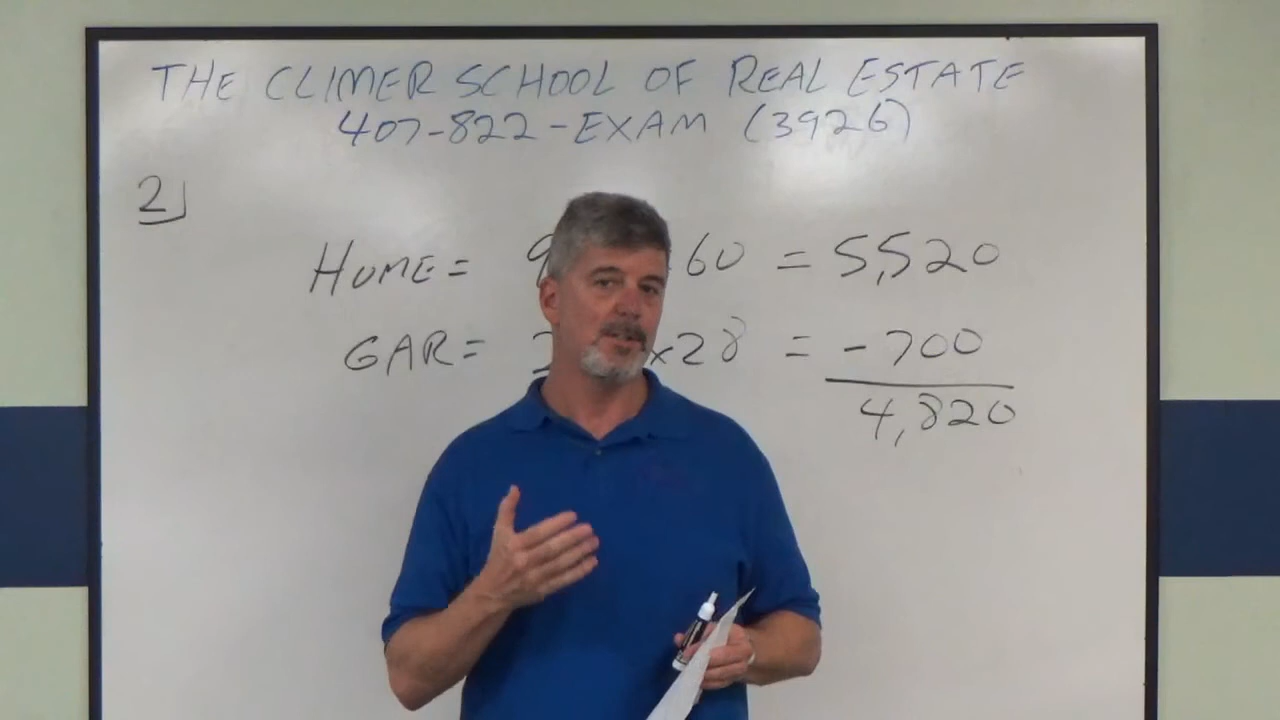 THE CLIMER SCHOOL OF REAL ESTATE
407-822-EXAM (3926)
2)
HOME = 60 = 5,520
GAR = x28 = -700
4,820